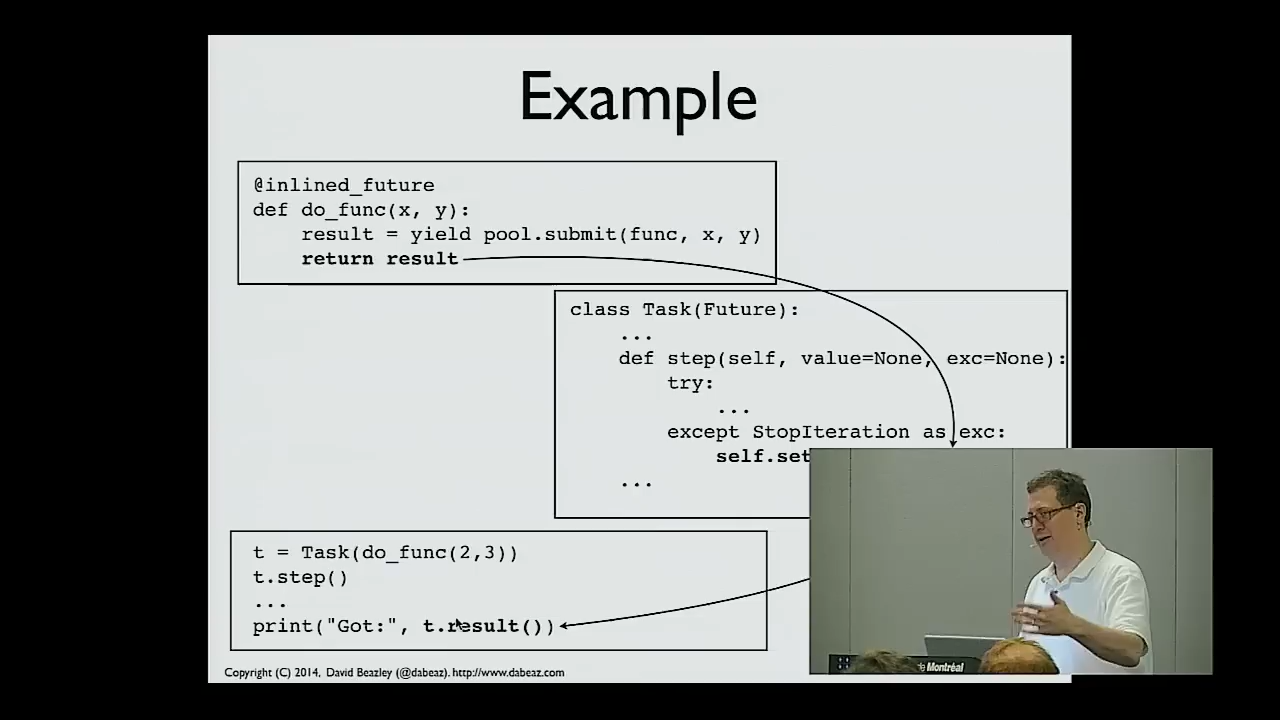 Example
@inlined_future
def do_func(x, y):
    result = yield pool.submit(func, x, y)
    return result
class Task(Future):
    ...
    def step(self, value=None, exc=None):
        try:
            ...
        except StopIteration as exc:
            self.set
    ...
t = Task(do_func(2,3))
t.step()
...
print("Got:", t.result())
de Montréal
Copyright (C) 2014, David Beazley (@dabeaz). http://www.dabeaz.com